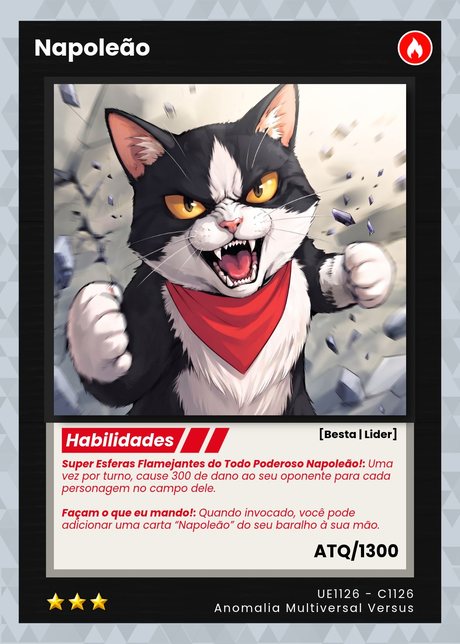 Napoleão
Habilidades
[Besta | Lider]
Super Esferas Flamejantes do Todo Poderoso Napoleão!: Uma
vez por turno, cause 300 de dano ao seu oponente para cada
personagem no campo dele.
Façam o que eu mando!: Quando invocado, você pode
adicionar uma carta “Napoleão” do seu baralho à sua mão.
ATQ/1300
UE1126 - C1126
Anomalia Multiversal Versus